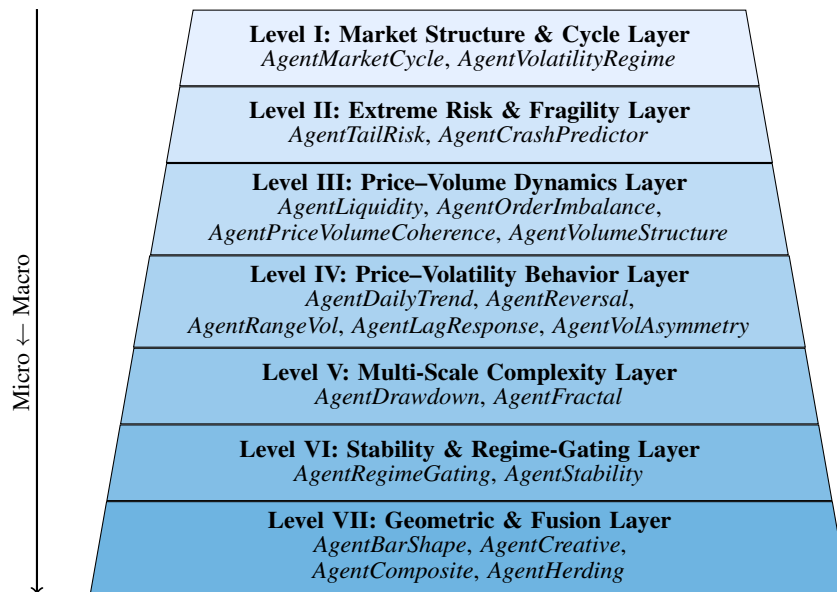 Level I: Market Structure & Cycle Layer
AgentMarketCycle, AgentVolatilityRegime
Level II: Extreme Risk & Fragility Layer
AgentTailRisk, AgentCrashPredictor
Level III: Price–Volume Dynamics Layer
AgentLiquidity, AgentOrderImbalance,
AgentPriceVolumeCoherence, AgentVolumeStructure
Level IV: Price–Volatility Behavior Layer
AgentDailyTrend, AgentReversal,
AgentRangeVol, AgentLagResponse, AgentVolAsymmetry
Level V: Multi-Scale Complexity Layer
AgentDrawdown, AgentFractal
Level VI: Stability & Regime-Gating Layer
AgentRegimeGating, AgentStability
Level VII: Geometric & Fusion Layer
AgentBarShape, AgentCreative,
AgentComposite, AgentHerding
Micro ← Macro